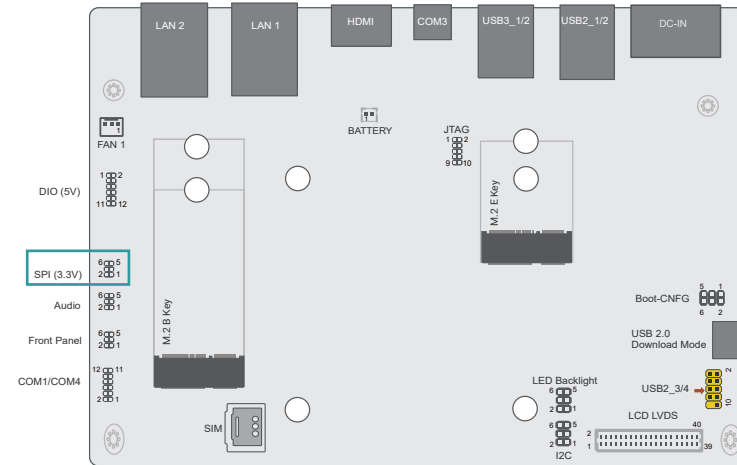 LAN 2
LAN 1
HDMI
COM3
USB3_1/2
USB2_1/2
DC-IN
1
FAN 1
1
BATTERY
JTAG
1 2
9 10
DIO (5V)
1 2
11 12
M.2 E Key
SPI (3.3V)
6 5
2 1
Audio
6 5
2 1
Front Panel
6 5
2 1
COM1/COM4
12 11
2 1
M.2 B Key
SIM
Boot-CNFG
5 1
6 2
USB 2.0
Download Mode
USB2_3/4
2
10
LED Backlight
6 5
2 1
6 5
2 1
I2C
LCD LVDS
2 40
1 39